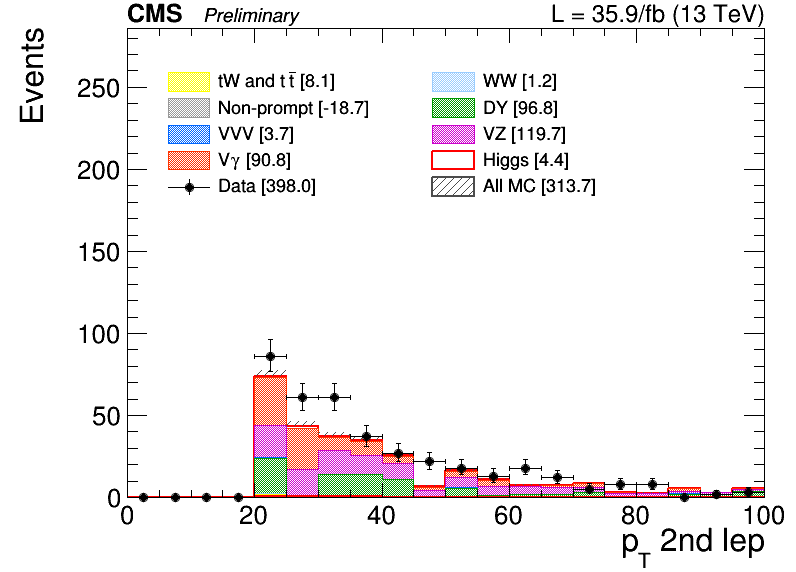 CMS Preliminary L = 35.9/fb (13 TeV)
Events
250
200
150
100
50
0
tW and t t̅ [8.1]
Non-prompt [-18.7]
VVV [3.7]
Vγ [90.8]
Data [398.0]
WW [1.2]
DY [96.8]
VZ [119.7]
Higgs [4.4]
All MC [313.7]
0 20 40 60 80 100
p_T 2nd lep